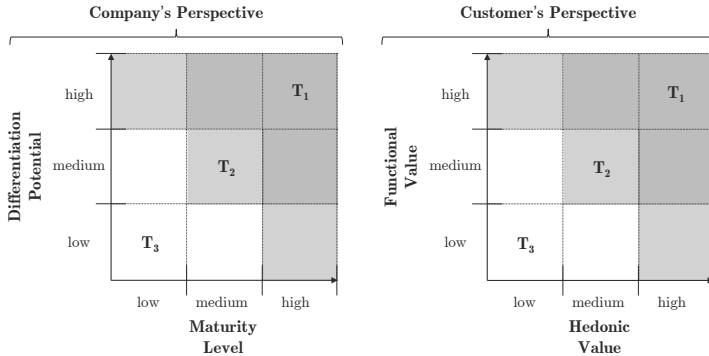 Company's Perspective
Differentiation
Potential
high
medium
low
T1
T2
T3
low medium high
Maturity
Level
Customer's Perspective
Functional
Value
high
medium
low
T1
T2
T3
low medium high
Hedonic
Value